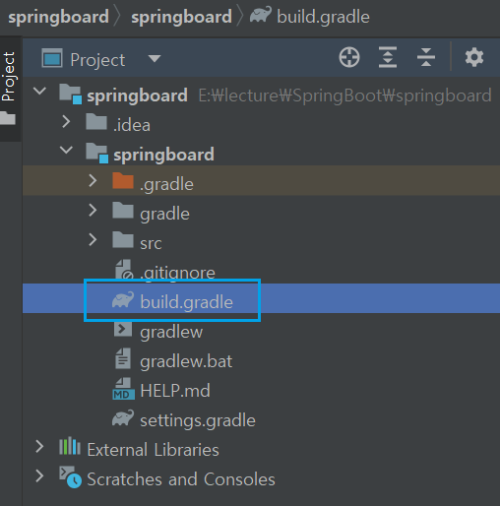 springboard 〉 springboard 〉 build.gradle
Project
Project
springboard E:₩lecture₩SpringBoot₩springboard
.idea
springboard
.gradle
gradle
src
.gitignore
build.gradle
gradlew
gradlew.bat
MD HELP.md
settings.gradle
External Libraries
Scratches and Consoles